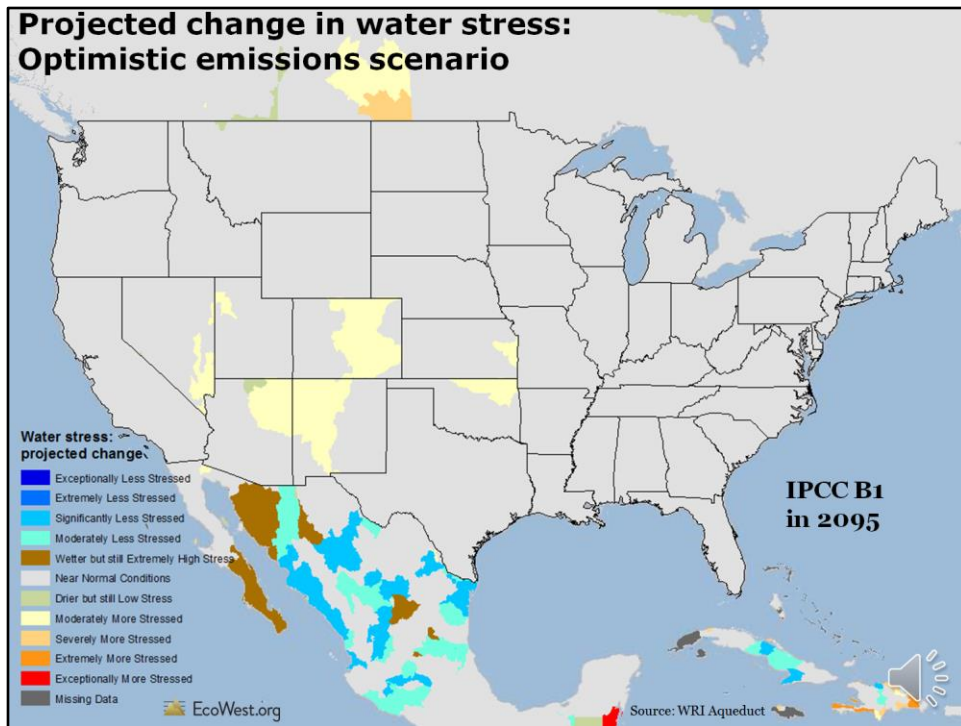 Projected change in water stress:
Optimistic emissions scenario
Water stress:
projected change
Exceptionally Less Stressed
Extremely Less Stressed
Significantly Less Stressed
Moderately Less Stressed
Wetter but still Extremely High Stress
Near Normal Conditions
Drier but still Low Stress
Moderately More Stressed
Severely More Stressed
Extremely More Stressed
Exceptionally More Stressed
Missing Data
IPCC B1
in 2095
EcoWest.org
Source: WRI Aqueduct